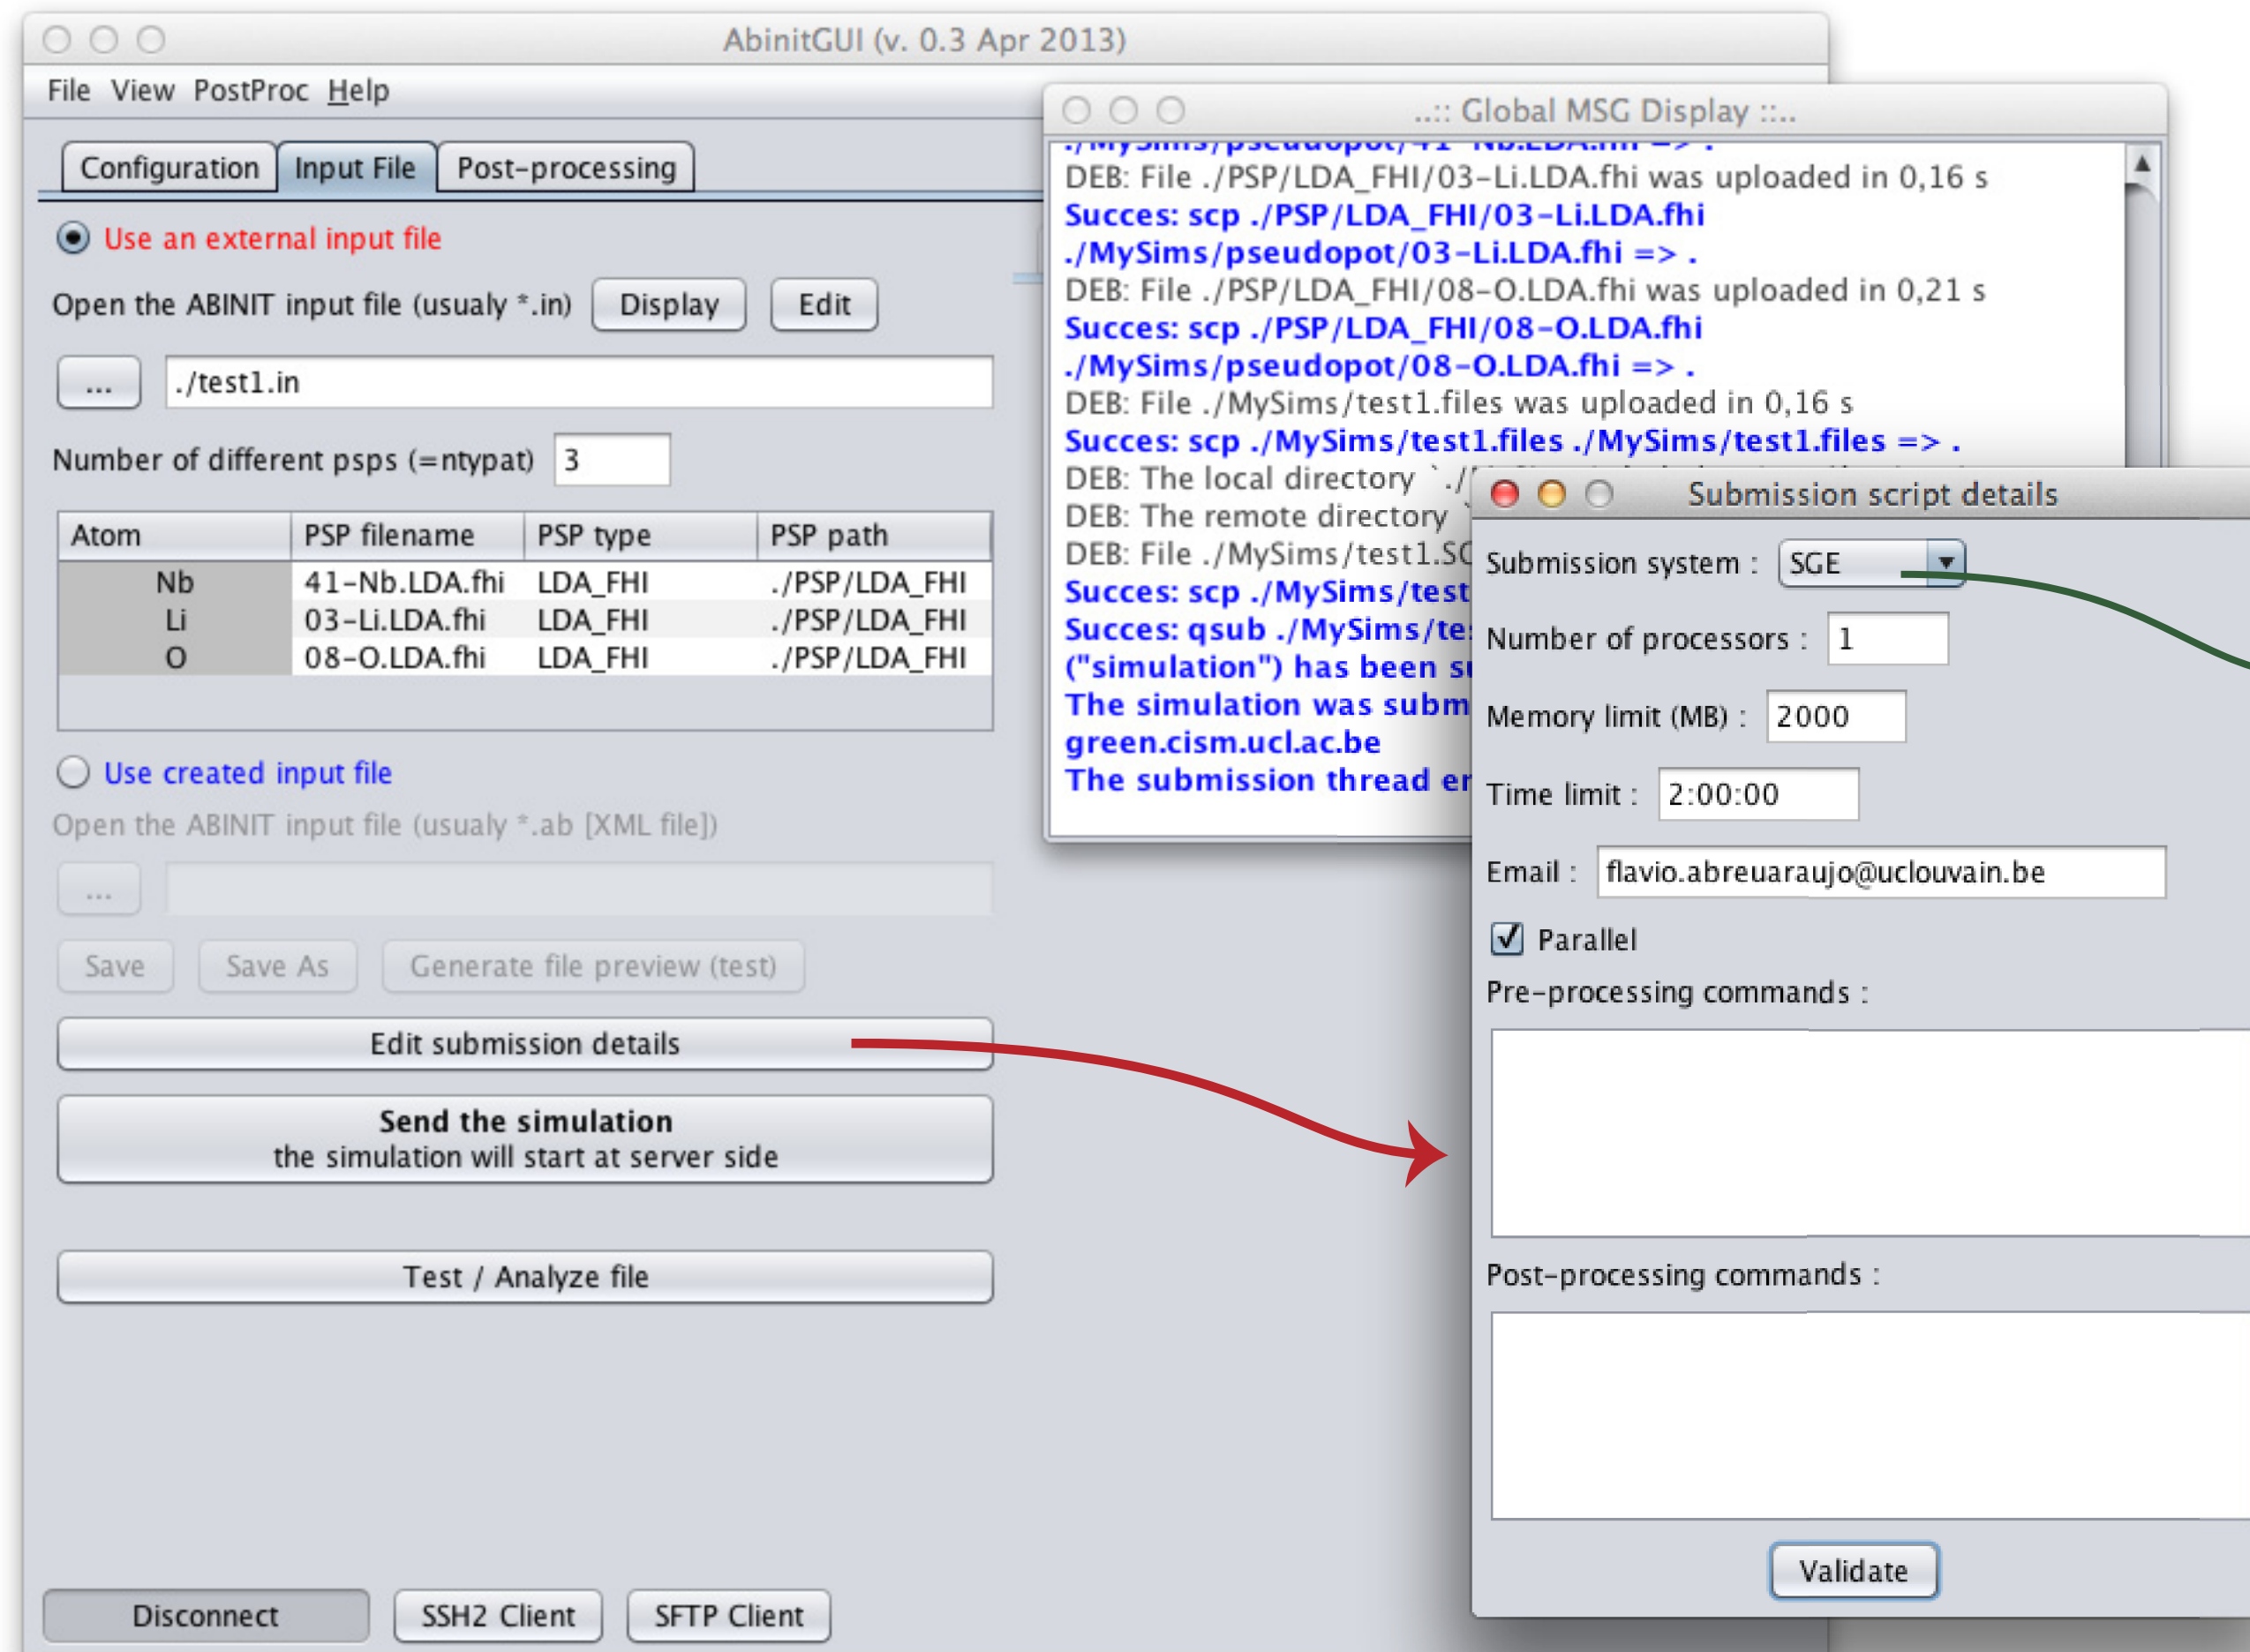 AbinitGUI (v. 0.3 Apr 2013)
File View PostProc Help
Configuration Input File Post-processing
Use an external input file
Open the ABINIT input file (usualy *.in) Display Edit
... ./test1.in
Number of different psps (=ntypat) 3
Atom PSP filename PSP type PSP path
Nb 41-Nb.LDA.fhi LDA_FHI ./PSP/LDA_FHI
Li 03-Li.LDA.fhi LDA_FHI ./PSP/LDA_FHI
O 08-O.LDA.fhi LDA_FHI ./PSP/LDA_FHI
Use created input file
Open the ABINIT input file (usualy *.ab [XML file])
...
Save Save As Generate file preview (test)
Edit submission details
Send the simulation
the simulation will start at server side
Test / Analyze file
Disconnect SSH2 Client SFTP Client
..:: Global MSG Display ::..
./MySims/pseudopot/41-Nb.LDA.fhi => .
DEB: File ./PSP/LDA_FHI/03-Li.LDA.fhi was uploaded in 0,16 s
Succes: scp ./PSP/LDA_FHI/03-Li.LDA.fhi
./MySims/pseudopot/03-Li.LDA.fhi => .
DEB: File ./PSP/LDA_FHI/08-O.LDA.fhi was uploaded in 0,21 s
Succes: scp ./PSP/LDA_FHI/08-O.LDA.fhi
./MySims/pseudopot/08-O.LDA.fhi => .
DEB: File ./MySims/test1.files was uploaded in 0,16 s
Succes: scp ./MySims/test1.files ./MySims/test1.files => .
DEB: The local directory `./
DEB: The remote directory `
DEB: File ./MySims/test1.SC
Succes: scp ./MySims/test
Succes: qsub ./MySims/te
("simulation") has been su
The simulation was subm
green.cism.ucl.ac.be
The submission thread er
Submission script details
Submission system : SGE
Number of processors : 1
Memory limit (MB) : 2000
Time limit : 2:00:00
Email : flavio.abreuaraujo@uclouvain.be
Parallel
Pre-processing commands :
Post-processing commands :
Validate